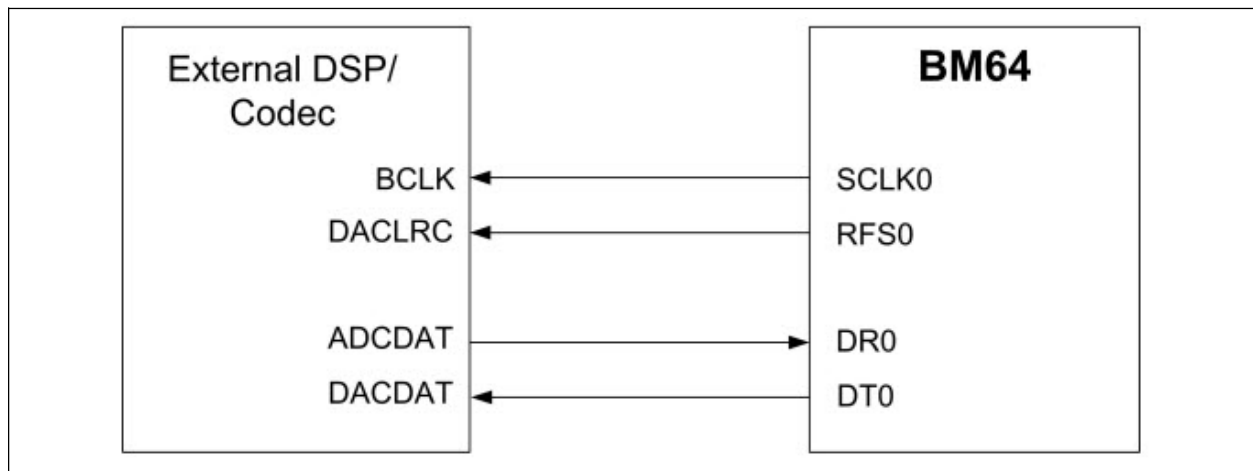 External DSP/
Codec
BM64
BCLK
SCLK0
DACLRC
RFS0
ADCDAT
DR0
DACDAT
DT0